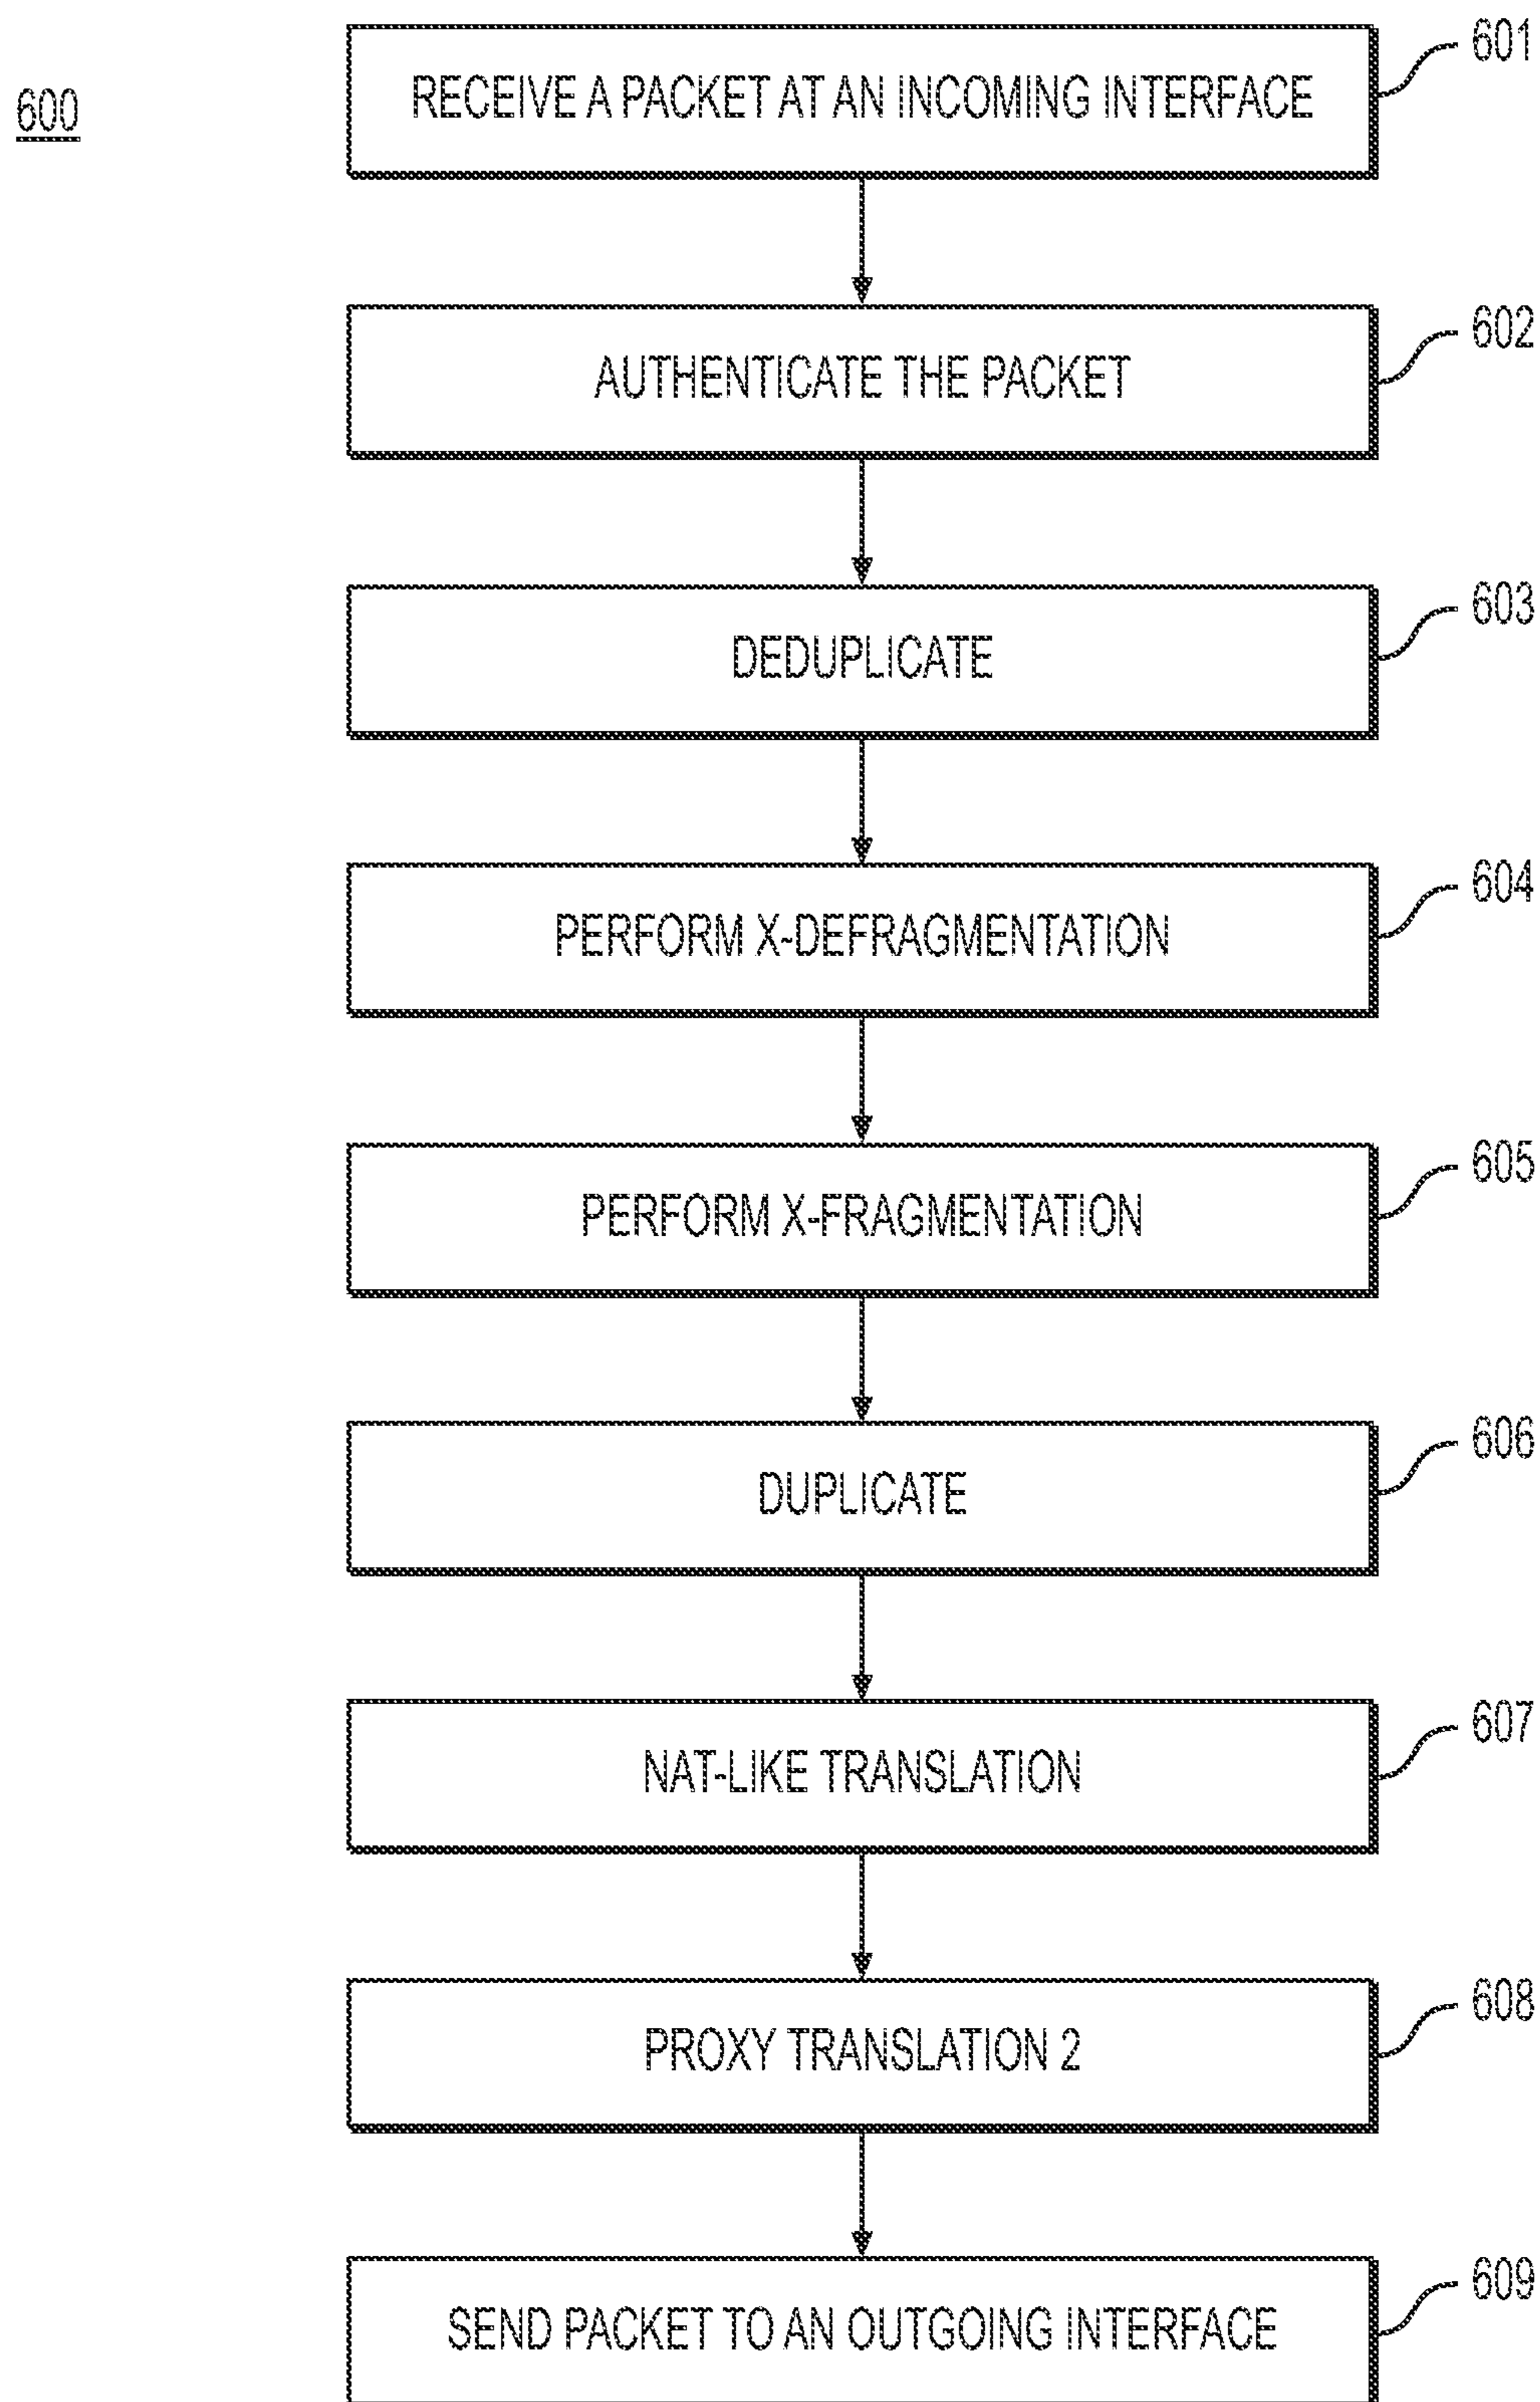 600
RECEIVE A PACKET AT AN INCOMING INTERFACE
601
AUTHENTICATE THE PACKET
602
DEDUPLICATE
603
PERFORM X-DEFRAGMENTATION
604
PERFORM X-FRAGMENTATION
605
DUPLICATE
606
NAT-LIKE TRANSLATION
607
PROXY TRANSLATION 2
608
SEND PACKET TO AN OUTGOING INTERFACE
609